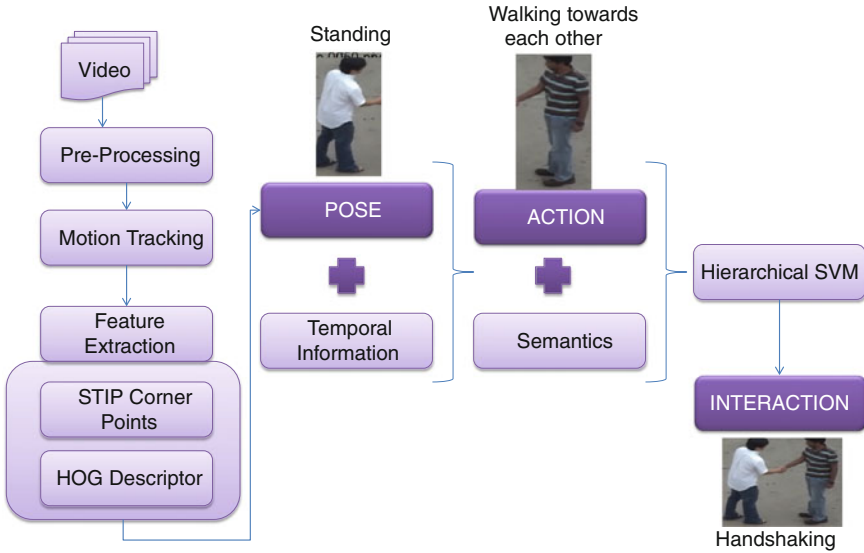 Video
Pre-Processing
Motion Tracking
Feature
Extraction
STIP Corner
Points
HOG Descriptor
Standing
POSE
Temporal
Information
Walking towards
each other
ACTION
Semantics
Hierarchical SVM
INTERACTION
Handshaking